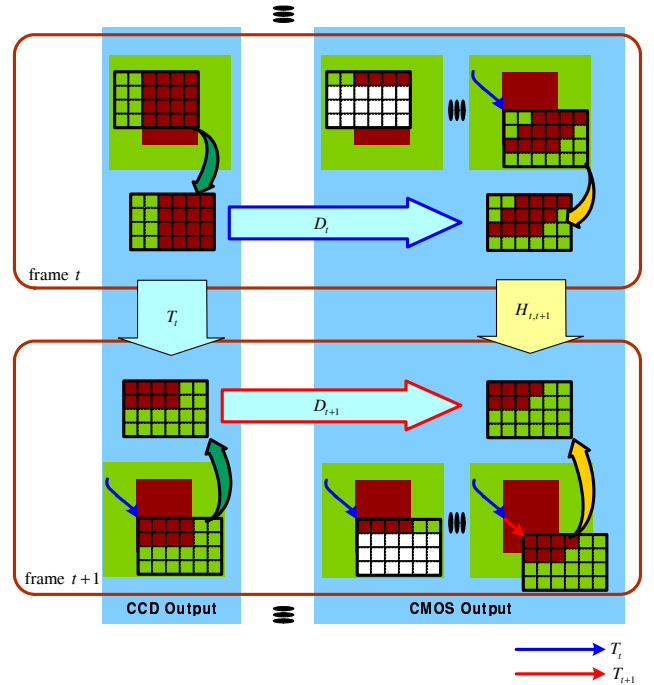 D_t
frame t
T_t
H_{t,t+1}
D_{t+1}
frame t+1
CCD Output
CMOS Output
T_t
T_{t+1}